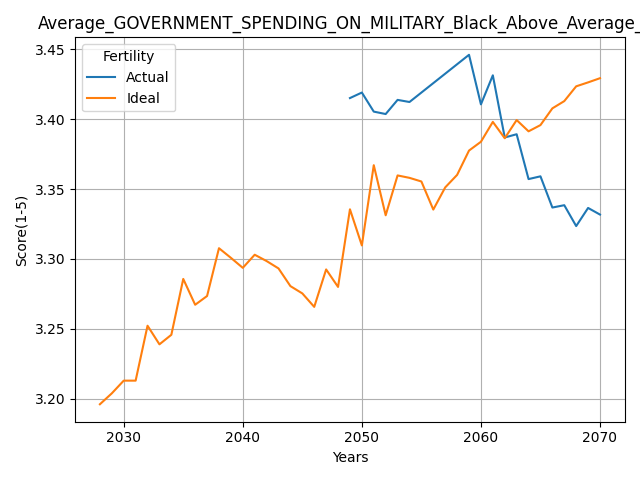 Average_GOVERNMENT_SPENDING_ON_MILITARY_Black_Above_Average_
Fertility
Actual
Ideal
3.45
3.40
3.35
3.30
3.25
3.20
Score(1-5)
2030 2040 2050 2060 2070
Years